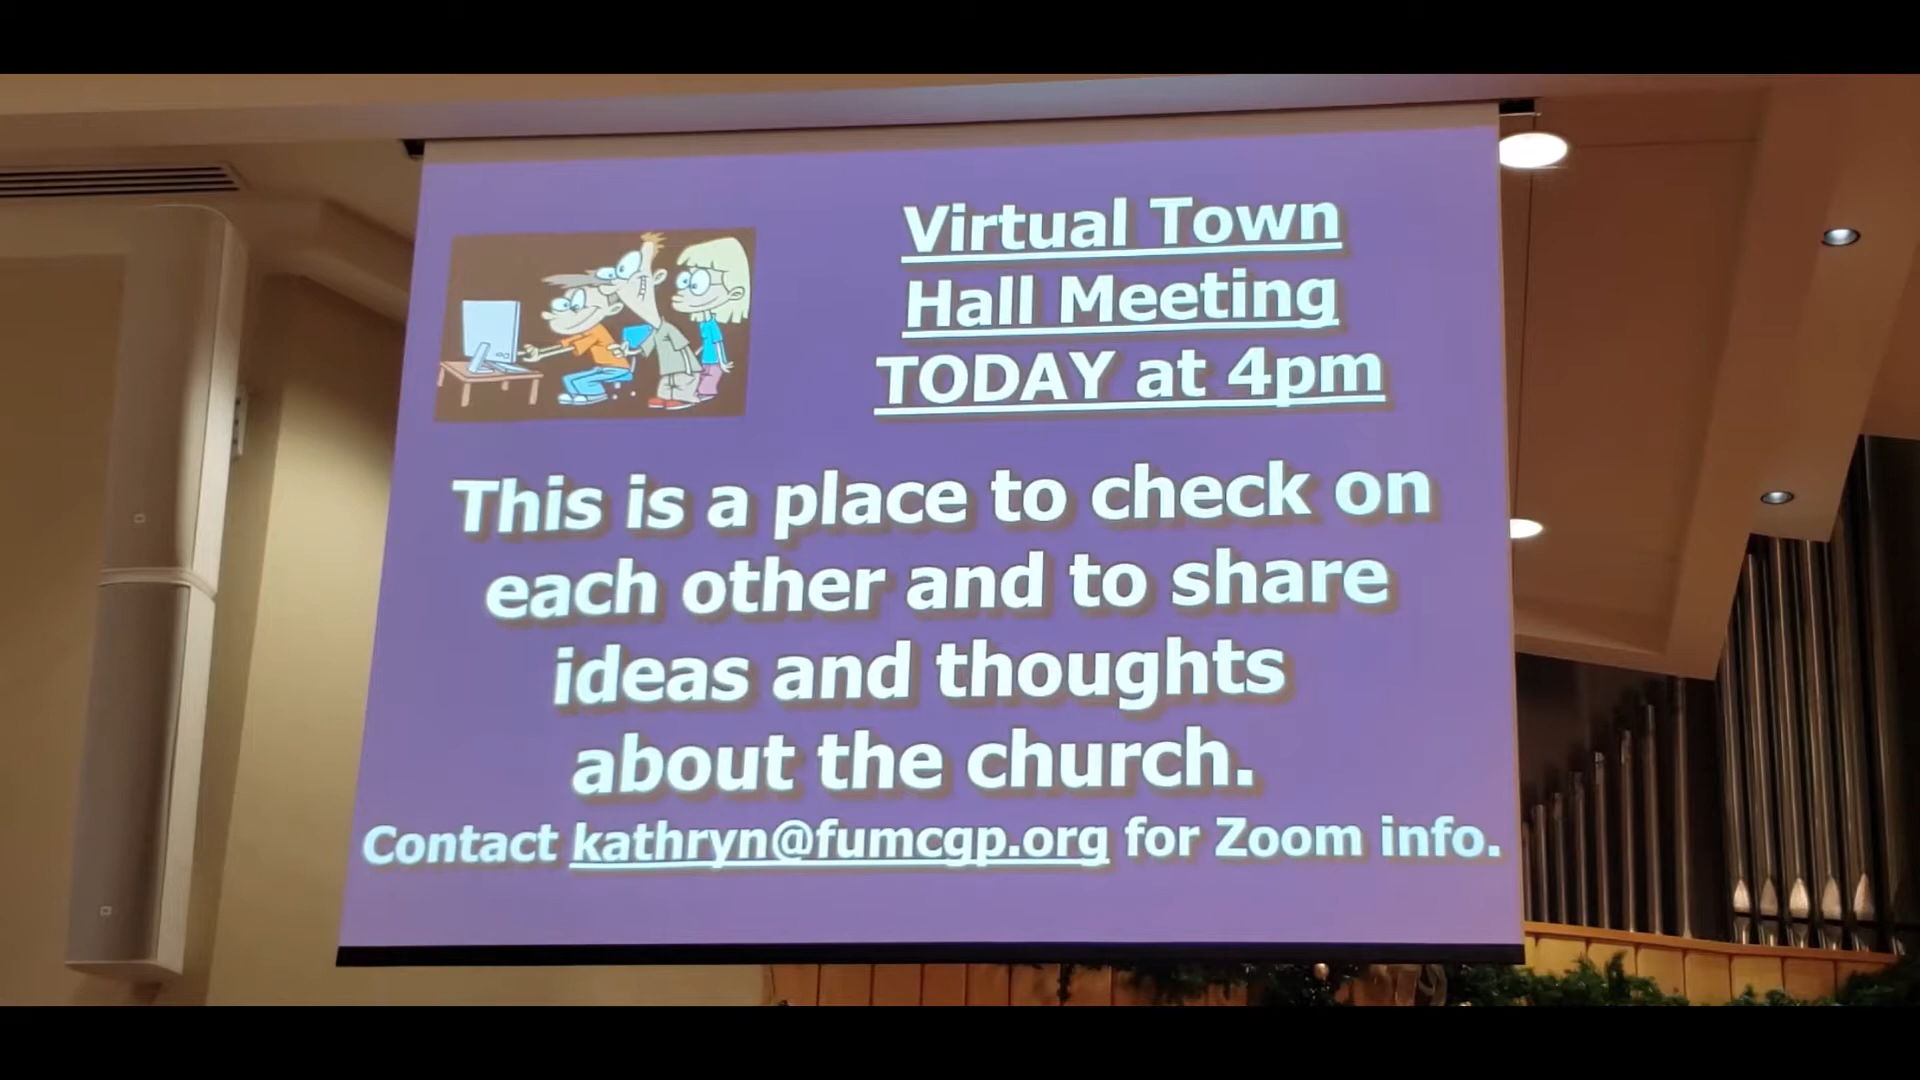 Virtual Town
Hall Meeting
TODAY at 4pm
This is a place to check on
each other and to share
ideas and thoughts
about the church.
Contact kathryn@fumcgp.org for Zoom info.